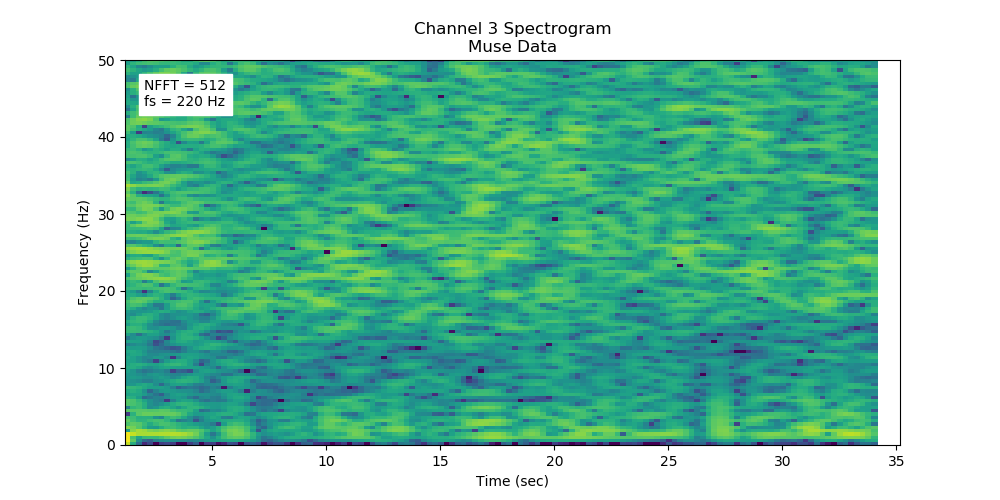 Channel 3 Spectrogram
Muse Data
NFFT = 512
fs = 220 Hz
50
40
30
20
10
0
Frequency (Hz)
5
10
15
20
25
30
35
Time (sec)